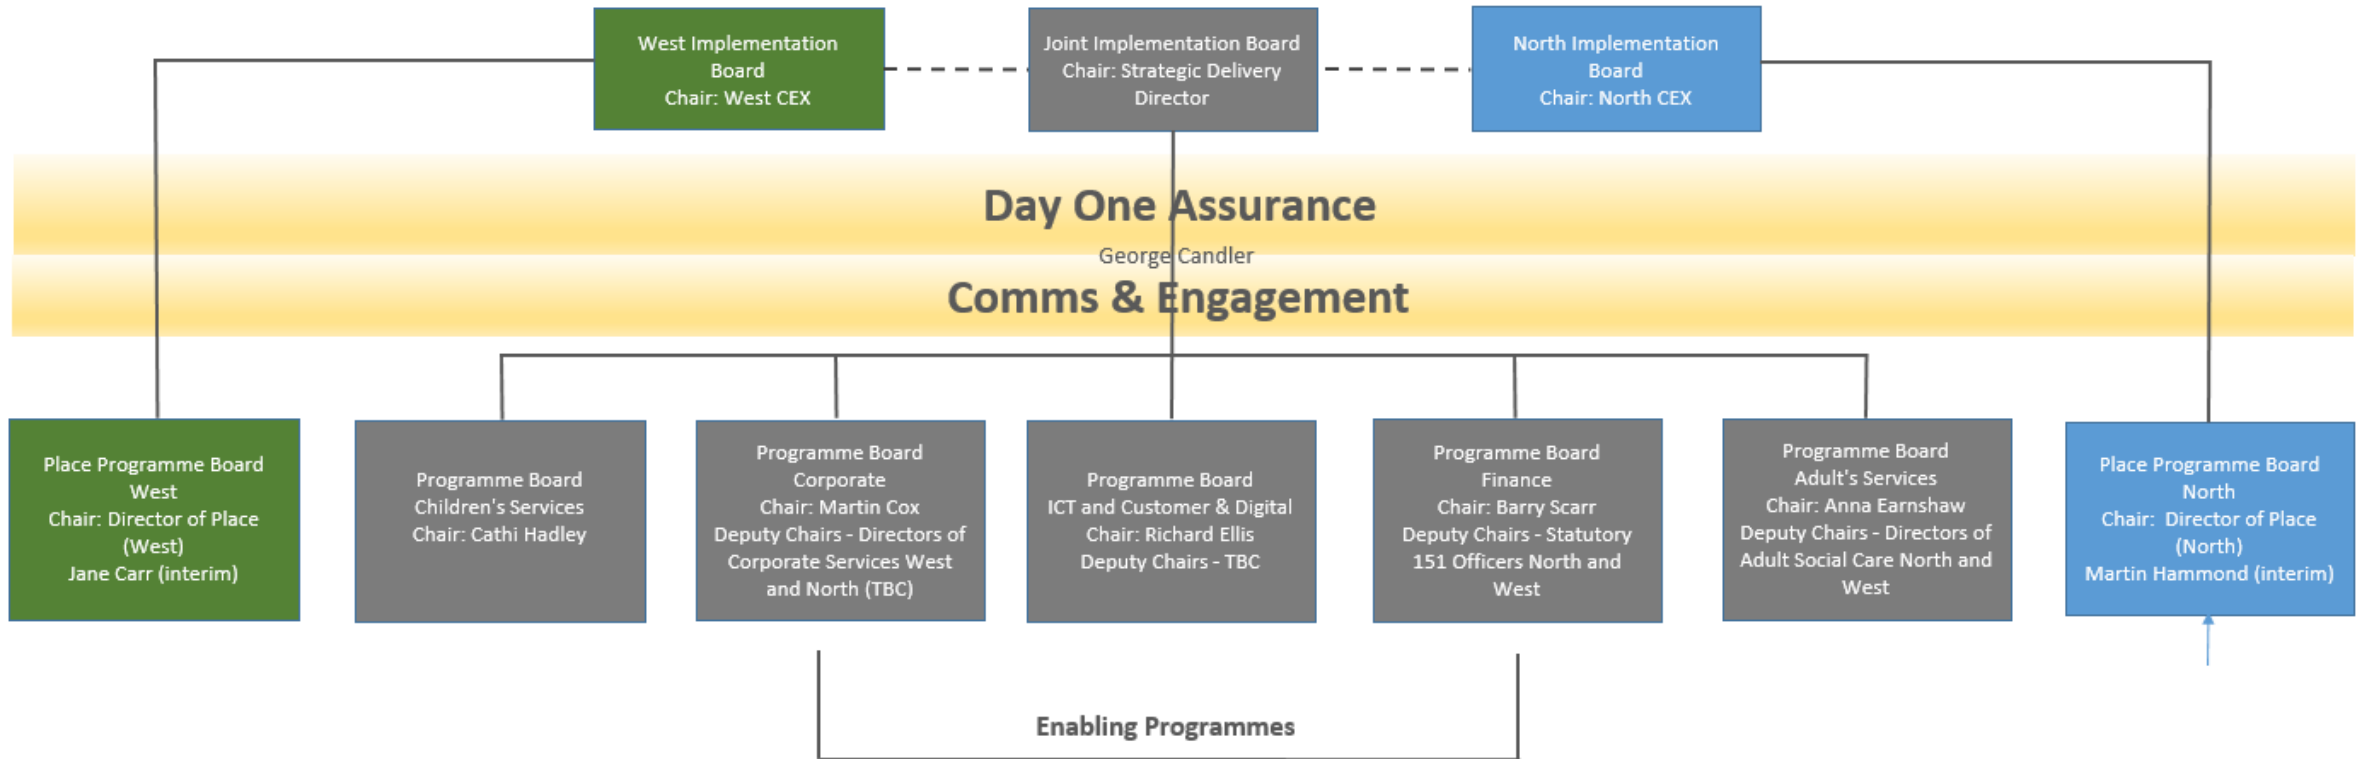 West Implementation
Board
Chair: West CEX
Joint Implementation Board
Chair: Strategic Delivery
Director
North Implementation
Board
Chair: North CEX
Day One Assurance
George Candler
Comms & Engagement
Place Programme Board
West
Chair: Director of Place
(West)
Jane Carr (interim)
Programme Board
Children's Services
Chair: Cathi Hadley
Programme Board
Corporate
Chair: Martin Cox
Deputy Chairs - Directors of
Corporate Services West
and North (TBC)
Programme Board
ICT and Customer & Digital
Chair: Richard Ellis
Deputy Chairs - TBC
Programme Board
Finance
Chair: Barry Scarr
Deputy Chairs - Statutory
151 Officers North and
West
Programme Board
Adult's Services
Chair: Anna Earnshaw
Deputy Chairs - Directors of
Adult Social Care North and
West
Place Programme Board
North
Chair: Director of Place
(North)
Martin Hammond (interim)
Enabling Programmes